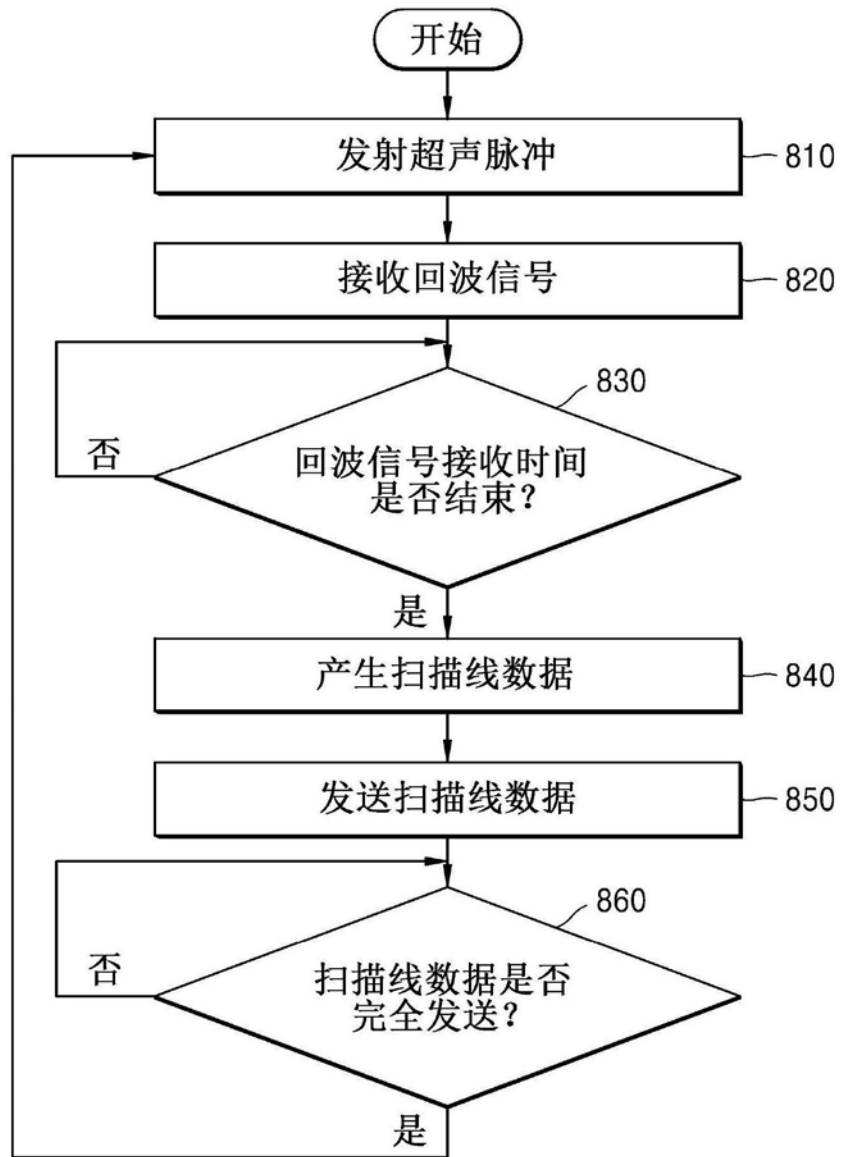 开始
发射超声脉冲
810
接收回波信号
820
830
回波信号接收时间
是否结束?
否
是
产生扫描线数据
840
发送扫描线数据
850
860
扫描线数据是否
完全发送?
否
是